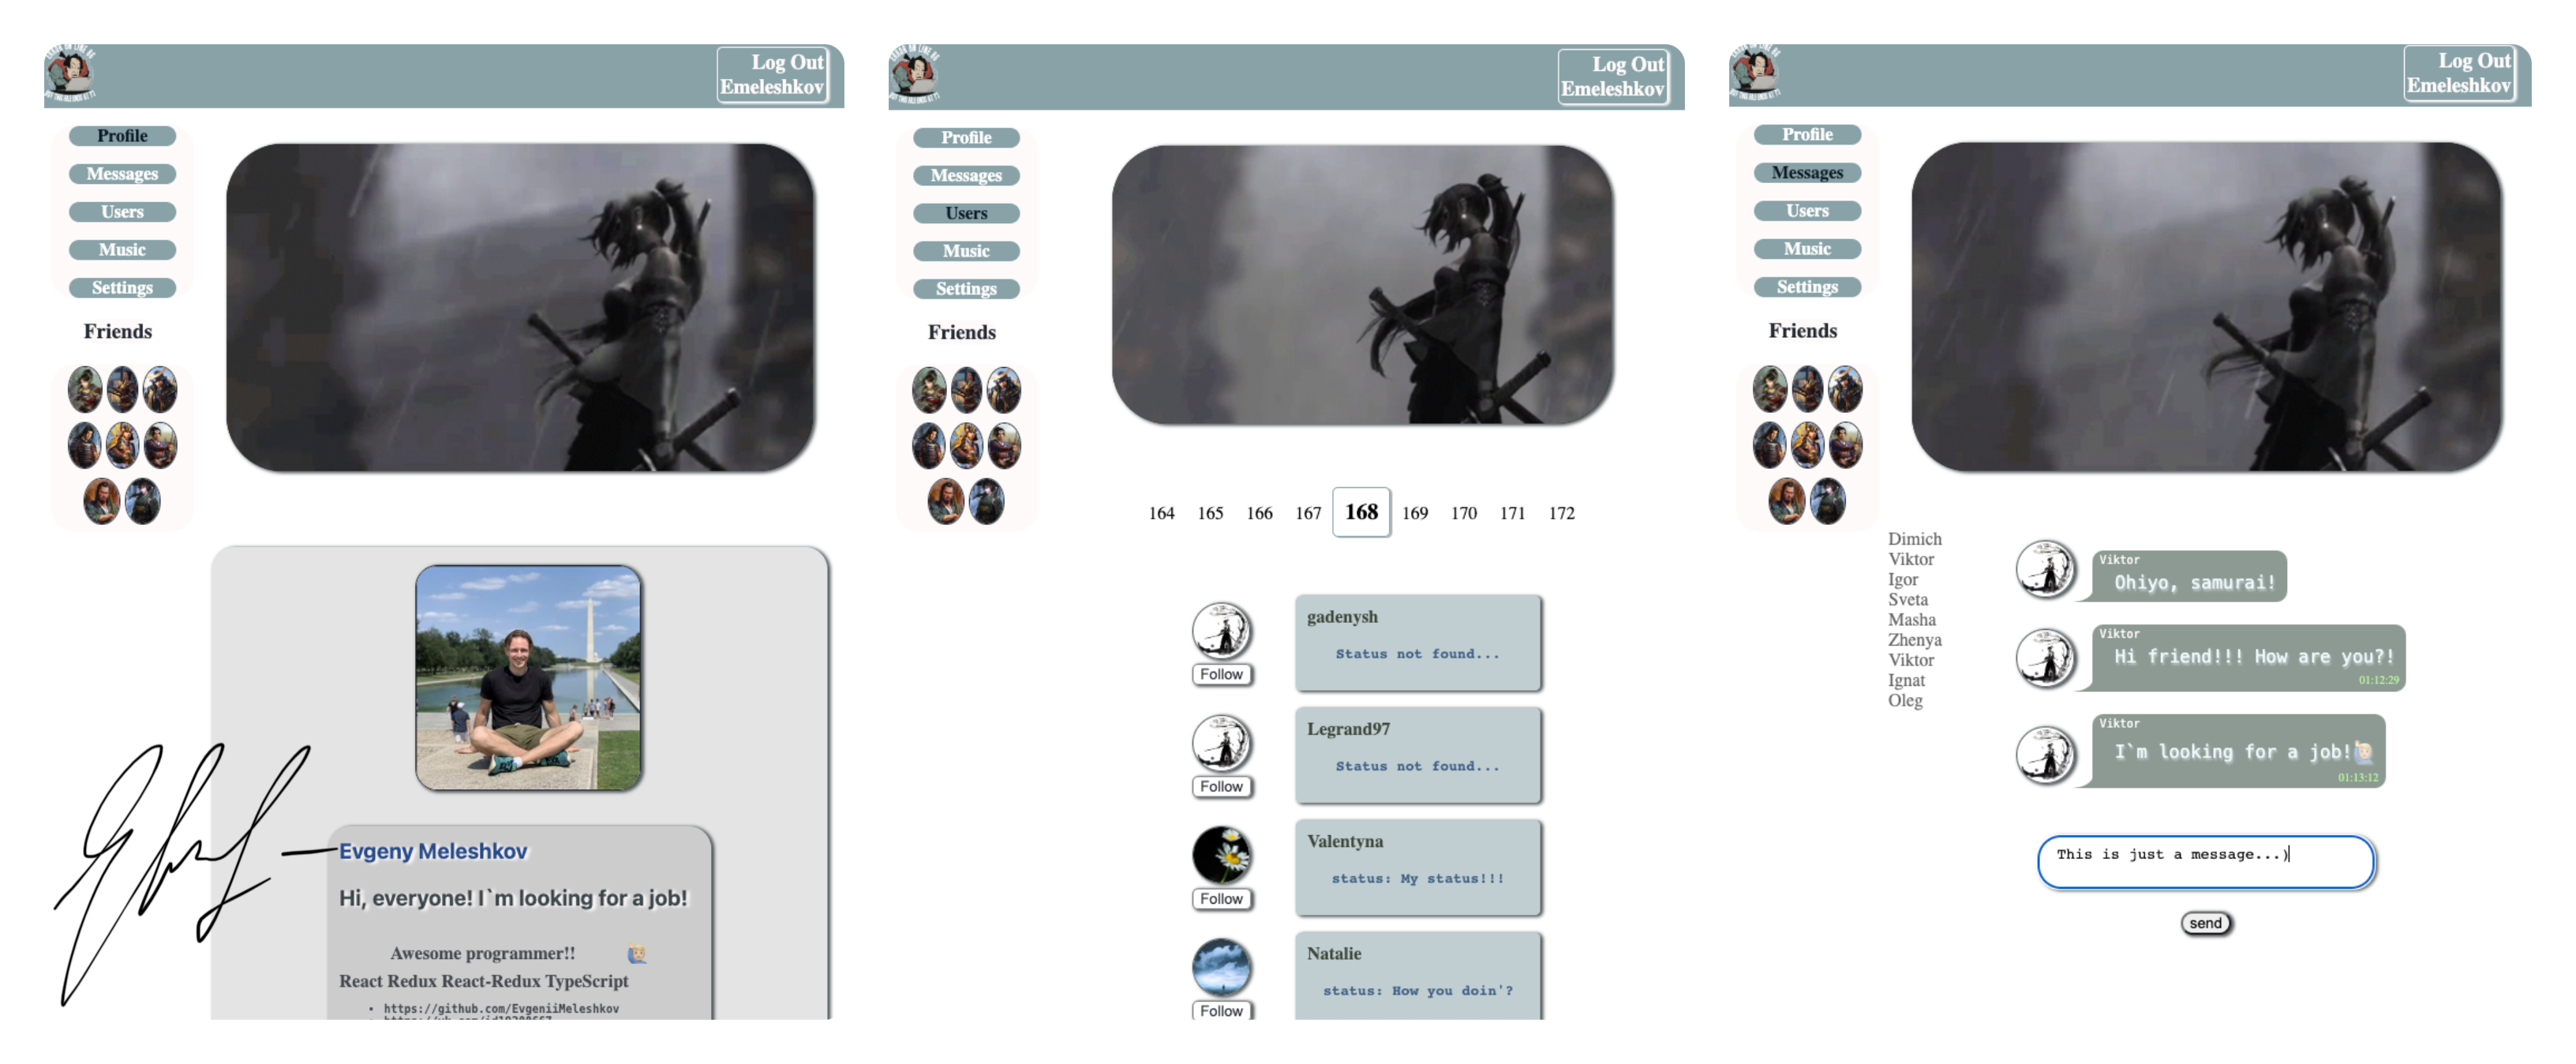 Log Out
Emeleshkov
Profile
Messages
Users
Music
Settings
Friends
Evgeny Meleshkov
Hi, everyone! I`m looking for a job!
Awesome programmer!! 🙋🏼‍♂️
React Redux React-Redux TypeScript
• https://github.com/EvgeniiMeleshkov
Log Out
Emeleshkov
Profile
Messages
Users
Music
Settings
Friends
164 165 166 167 168 169 170 171 172
gadenysh
Status not found...
Follow
Legrand97
Status not found...
Follow
Valentyna
status: My status!!!
Follow
Natalie
status: How you doin'?
Follow
Log Out
Emeleshkov
Profile
Messages
Users
Music
Settings
Friends
Dimich
Viktor
Igor
Sveta
Masha
Zhenya
Viktor
Ignat
Oleg
Viktor
Ohiyo, samurai!
Viktor
Hi friend!!! How are you?!
01:12:29
Viktor
I`m looking for a job!🙋🏼‍♂️
01:13:12
This is just a message...)
send